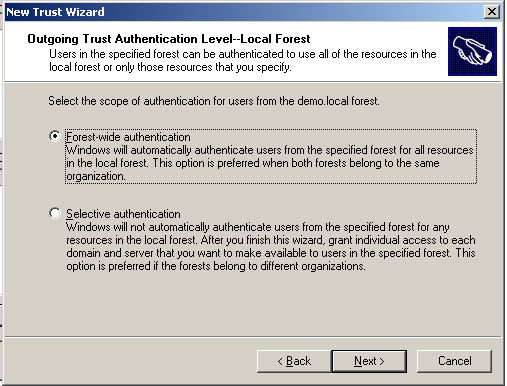 New Trust Wizard
Outgoing Trust Authentication Level--Local Forest
Users in the specified forest can be authenticated to use all of the resources in the
local forest or only those resources that you specify.
Select the scope of authentication for users from the demo.local forest.
Forest-wide authentication
Windows will automatically authenticate users from the specified forest for all resources
in the local forest. This option is preferred when both forests belong to the same
organization.
Selective authentication
Windows will not automatically authenticate users from the specified forest for any
resources in the local forest. After you finish this wizard, grant individual access to each
domain and server that you want to make available to users in the specified forest. This
option is preferred if the forests belong to different organizations.
< Back
Next >
Cancel